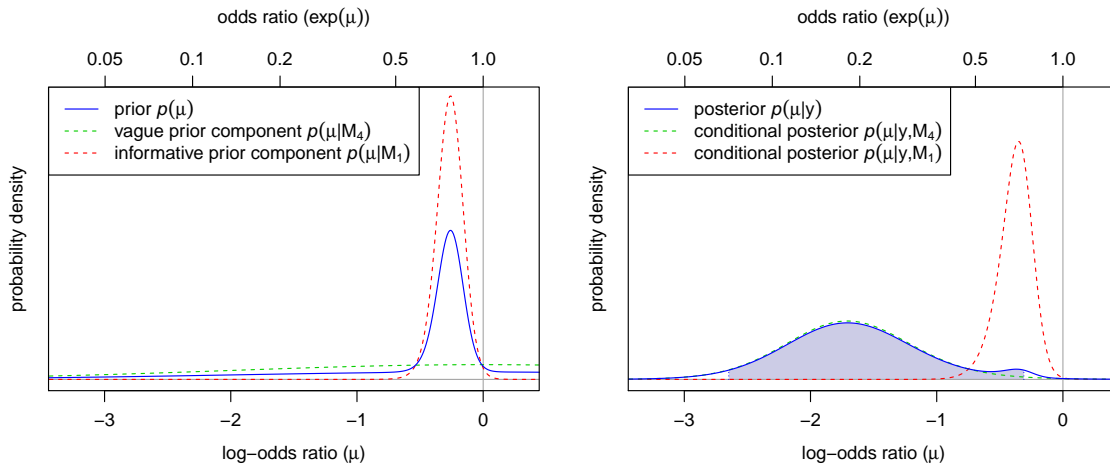 odds ratio (exp(μ))
0.05 0.1 0.2 0.5 1.0
prior p(μ)
vague prior component p(μ|M₄)
informative prior component p(μ|M₁)
probability density
−3 −2 −1 0
log−odds ratio (μ)
odds ratio (exp(μ))
0.05 0.1 0.2 0.5 1.0
posterior p(μ|y)
conditional posterior p(μ|y,M₄)
conditional posterior p(μ|y,M₁)
probability density
−3 −2 −1 0
log−odds ratio (μ)